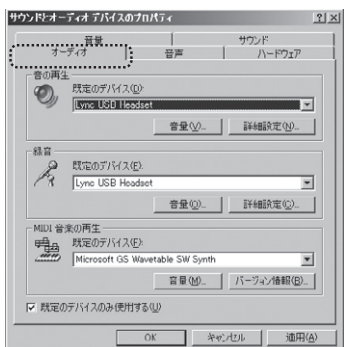 サウンドとオーディオ デバイスのプロパティ
音量 サウンド
オーディオ 音声 ハードウェア
音の再生
既定のデバイス(D):
Lync USB Headset
音量(V)... 詳細設定(N)...
録音
既定のデバイス(E):
Lync USB Headset
音量(O)... 詳細設定(C)...
MIDI 音楽の再生
既定のデバイス(F):
Microsoft GS Wavetable SW Synth
音量(M)... バージョン情報(B)...
既定のデバイスのみ使用する(U)
OK キャンセル 適用(A)